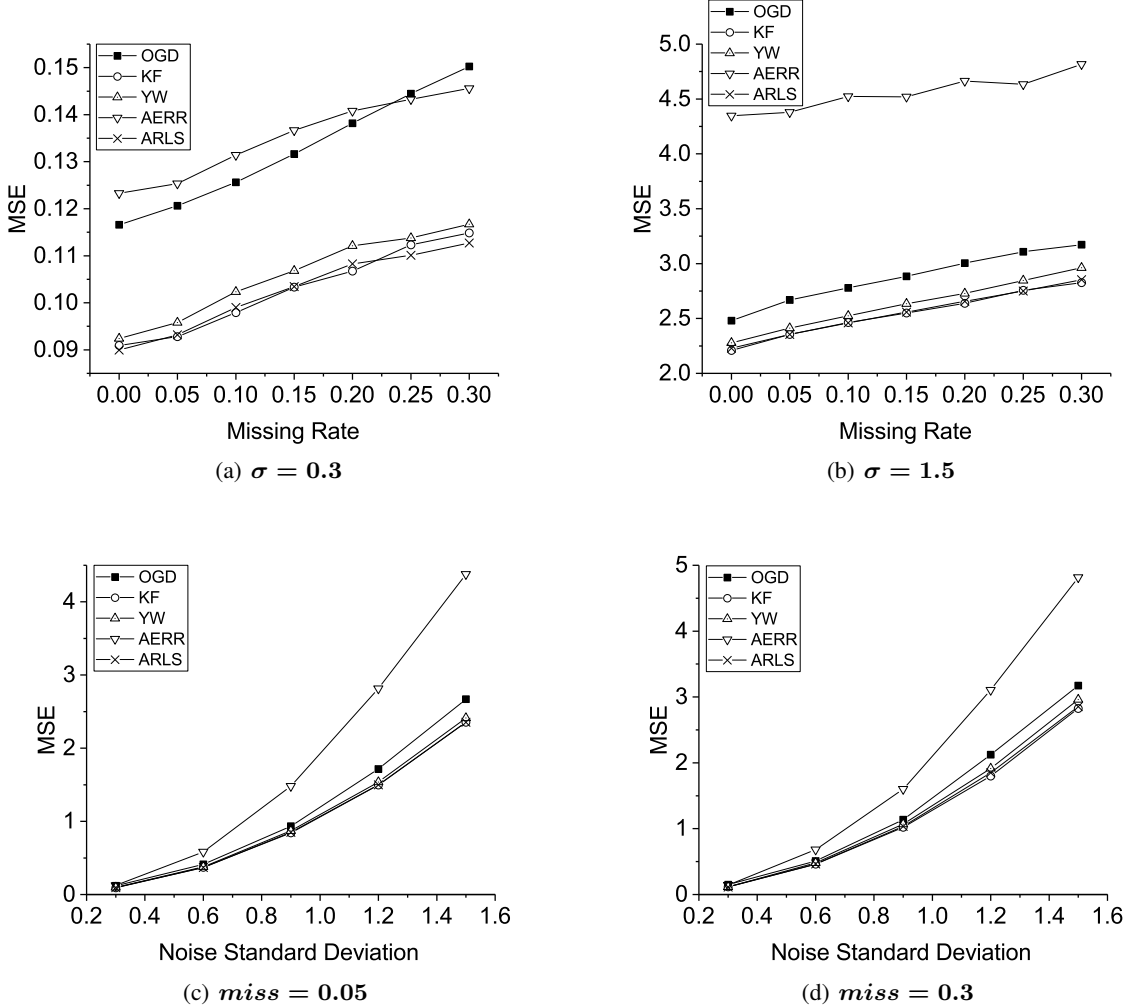 OGD
KF
YW
AERR
ARLS
0.15
0.14
0.13
0.12
0.11
0.10
0.09
MSE
0.00 0.05 0.10 0.15 0.20 0.25 0.30
Missing Rate
(a) σ = 0.3
OGD
KF
YW
AERR
ARLS
5.0
4.5
4.0
3.5
3.0
2.5
2.0
MSE
0.00 0.05 0.10 0.15 0.20 0.25 0.30
Missing Rate
(b) σ = 1.5
OGD
KF
YW
AERR
ARLS
4
3
2
1
0
MSE
0.2 0.4 0.6 0.8 1.0 1.2 1.4 1.6
Noise Standard Deviation
(c) miss = 0.05
OGD
KF
YW
AERR
ARLS
5
4
3
2
1
0
MSE
0.2 0.4 0.6 0.8 1.0 1.2 1.4 1.6
Noise Standard Deviation
(d) miss = 0.3